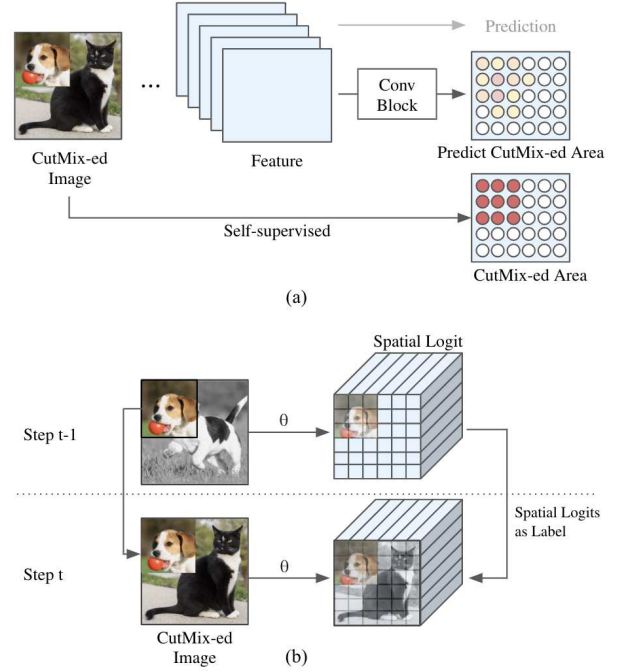 Prediction
...
Conv
Block
CutMix-ed
Image
Feature
Predict CutMix-ed Area
Self-supervised
CutMix-ed Area
(a)
Spatial Logit
Step t-1
θ
Spatial Logits
as Label
Step t
θ
CutMix-ed
Image
(b)